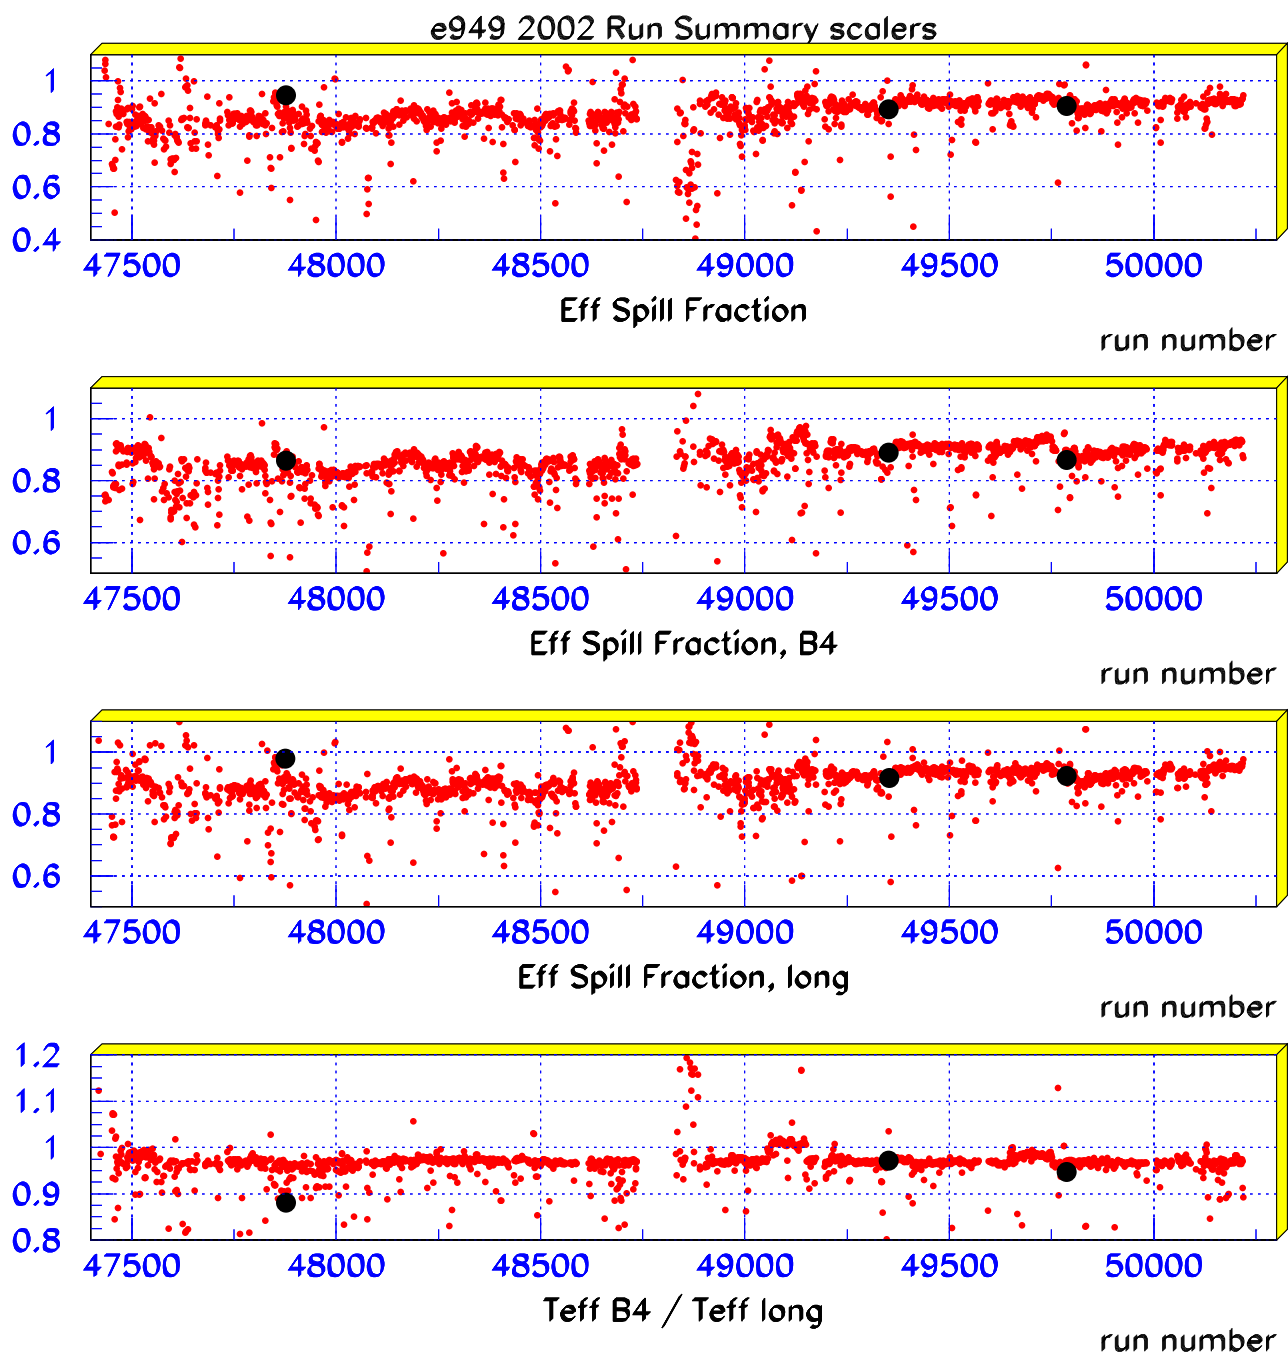 e949 2002 Run Summary scalers
1
0.8
0.6
0.4
47500 48000 48500 49000 49500 50000
Eff Spill Fraction
run number
1
0.8
0.6
47500 48000 48500 49000 49500 50000
Eff Spill Fraction, B4
run number
1
0.8
0.6
47500 48000 48500 49000 49500 50000
Eff Spill Fraction, long
run number
1.2
1.1
1
0.9
0.8
47500 48000 48500 49000 49500 50000
Teff B4 / Teff long
run number